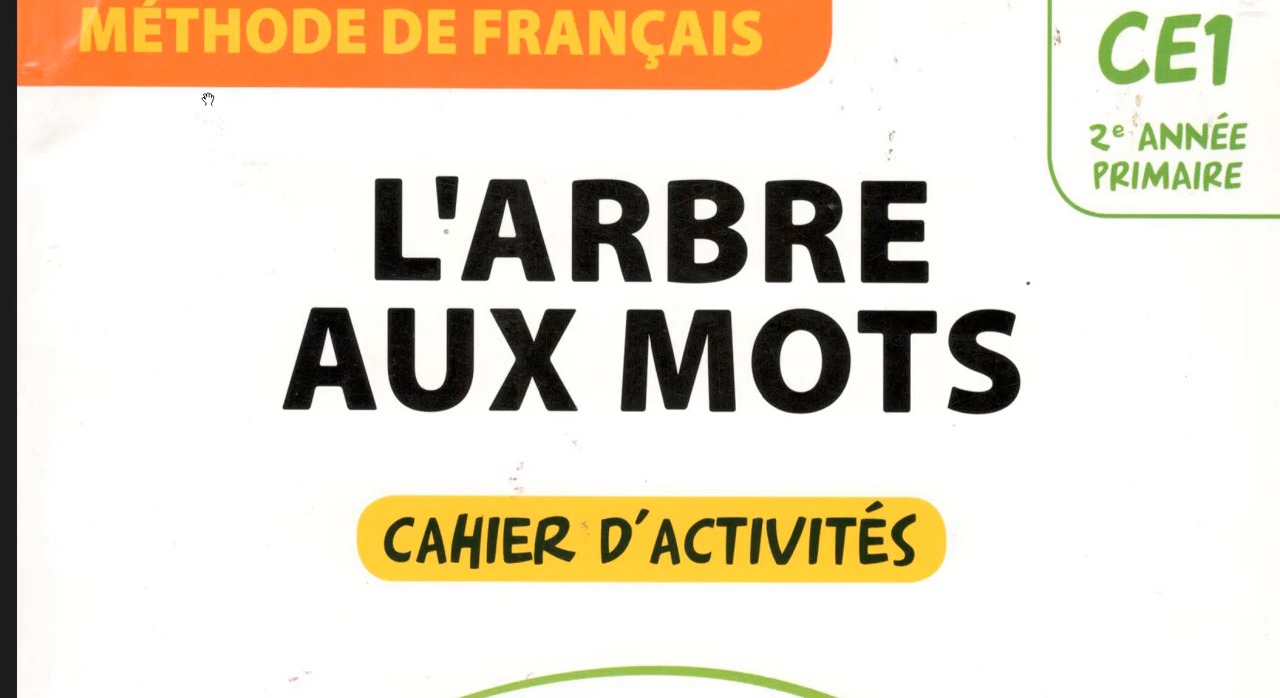 MÉTHODE DE FRANÇAIS
CE1
2e ANNÉE
PRIMAIRE
L'ARBRE
AUX MOTS
CAHIER D'ACTIVITÉS